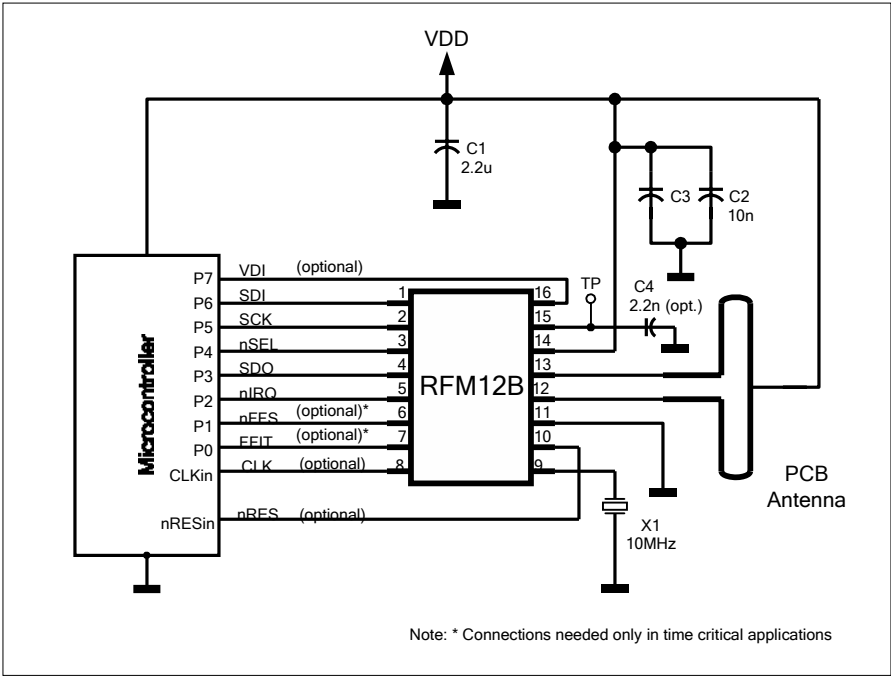 VDD
C1
2.2u
C3
C2
10n
Microcontroller
P7
VDI
(optional)
P6
SDI
1
P5
SCK
2
P4
nSEL
3
P3
SDO
4
P2
nIRQ
5
P1
nFFS
(optional)*
6
P0
FFIT
(optional)*
7
CLKin
CLK
(optional)
8
nRESin
nRES
(optional)
RFM12B
16
15
14
13
12
11
10
9
TP
C4
2.2n (opt.)
PCB
Antenna
X1
10MHz
Note: * Connections needed only in time critical applications